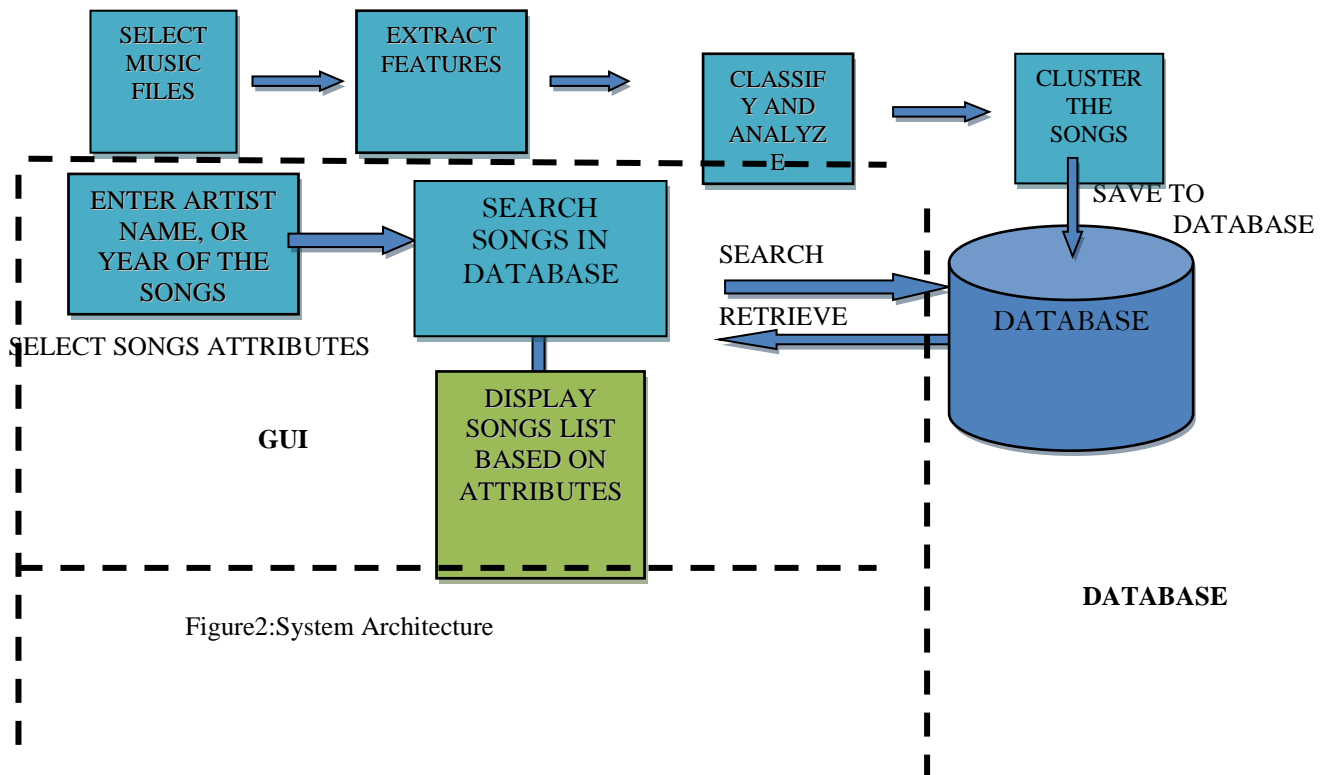 SELECT
MUSIC
FILES
EXTRACT
FEATURES
CLASSIF
Y AND
ANALYZ
E
CLUSTER
THE
SONGS
SAVE TO
DATABASE
ENTER ARTIST
NAME, OR
YEAR OF THE
SONGS
SEARCH
SONGS IN
DATABASE
SEARCH
RETRIEVE
DATABASE
SELECT SONGS ATTRIBUTES
GUI
DISPLAY
SONGS LIST
BASED ON
ATTRIBUTES
DATABASE
Figure2:System Architecture